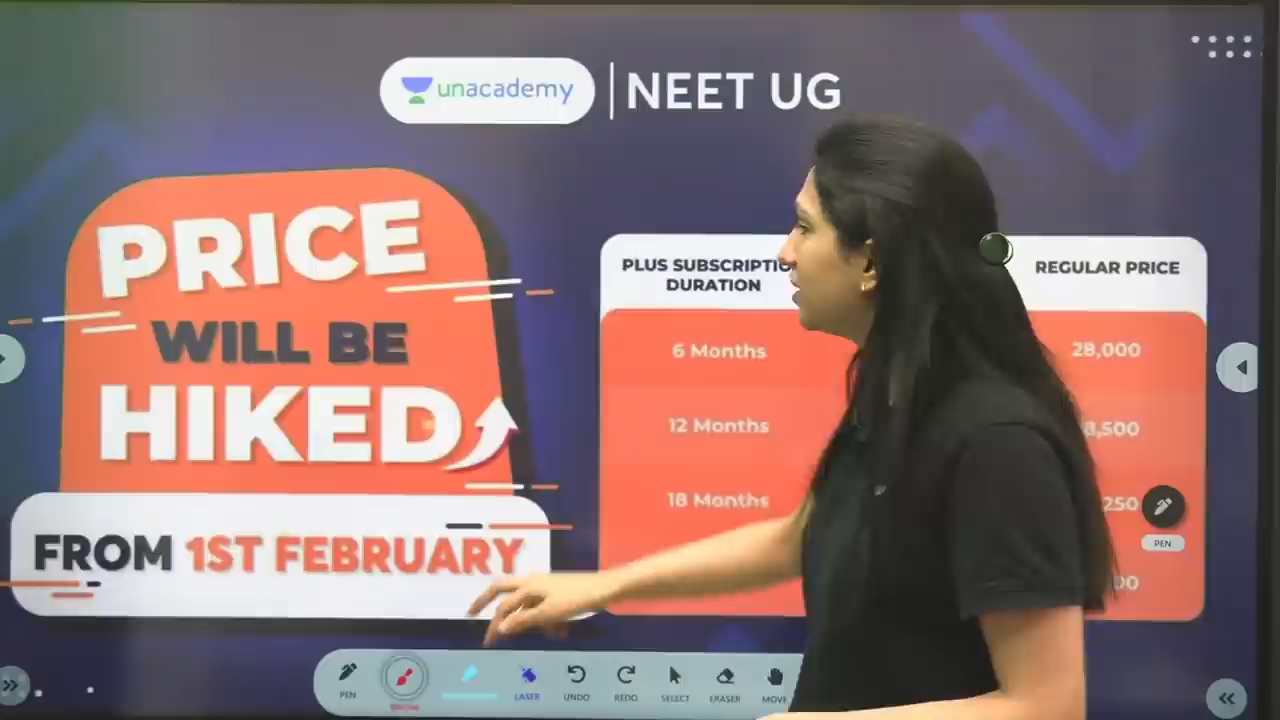 unacademy
NEET UG
PRICE
WILL BE
HIKED
FROM 1ST FEBRUARY
PLUS
DURATION
REGULAR PRICE
6 Months
28,000
12 Months
18 Months
PEN
PEN
LASER
UNDO
REDO
SELECT
ERASER
MOVE